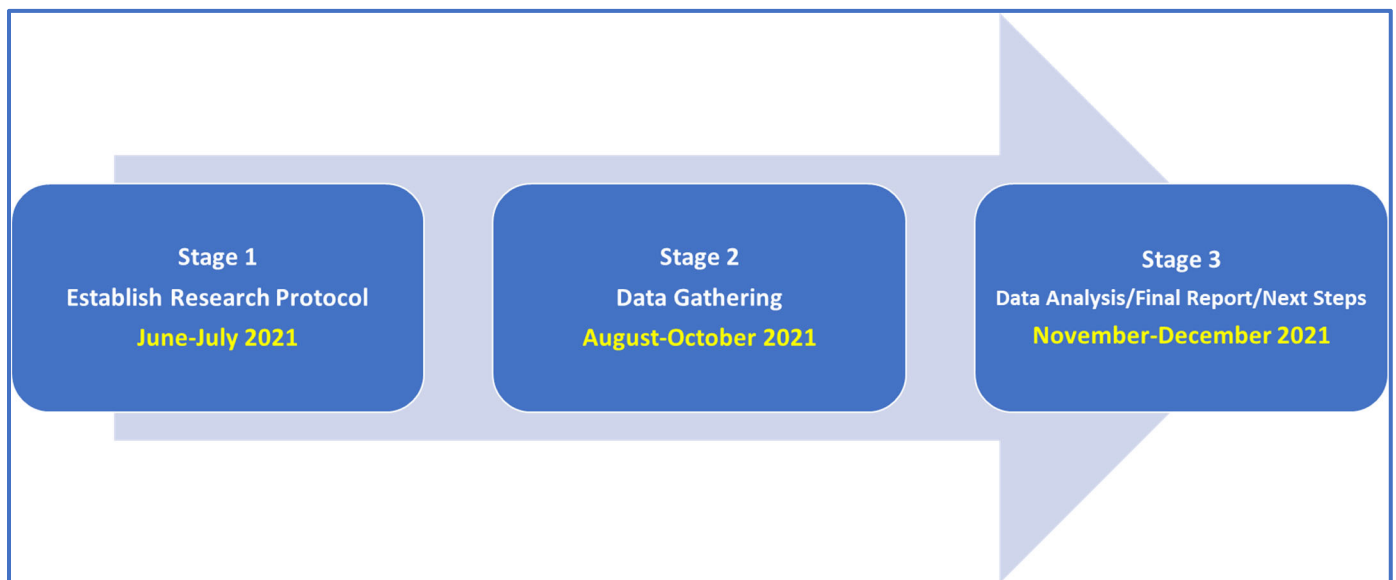 Stage 1
Establish Research Protocol
June-July 2021
Stage 2
Data Gathering
August-October 2021
Stage 3
Data Analysis/Final Report/Next Steps
November-December 2021